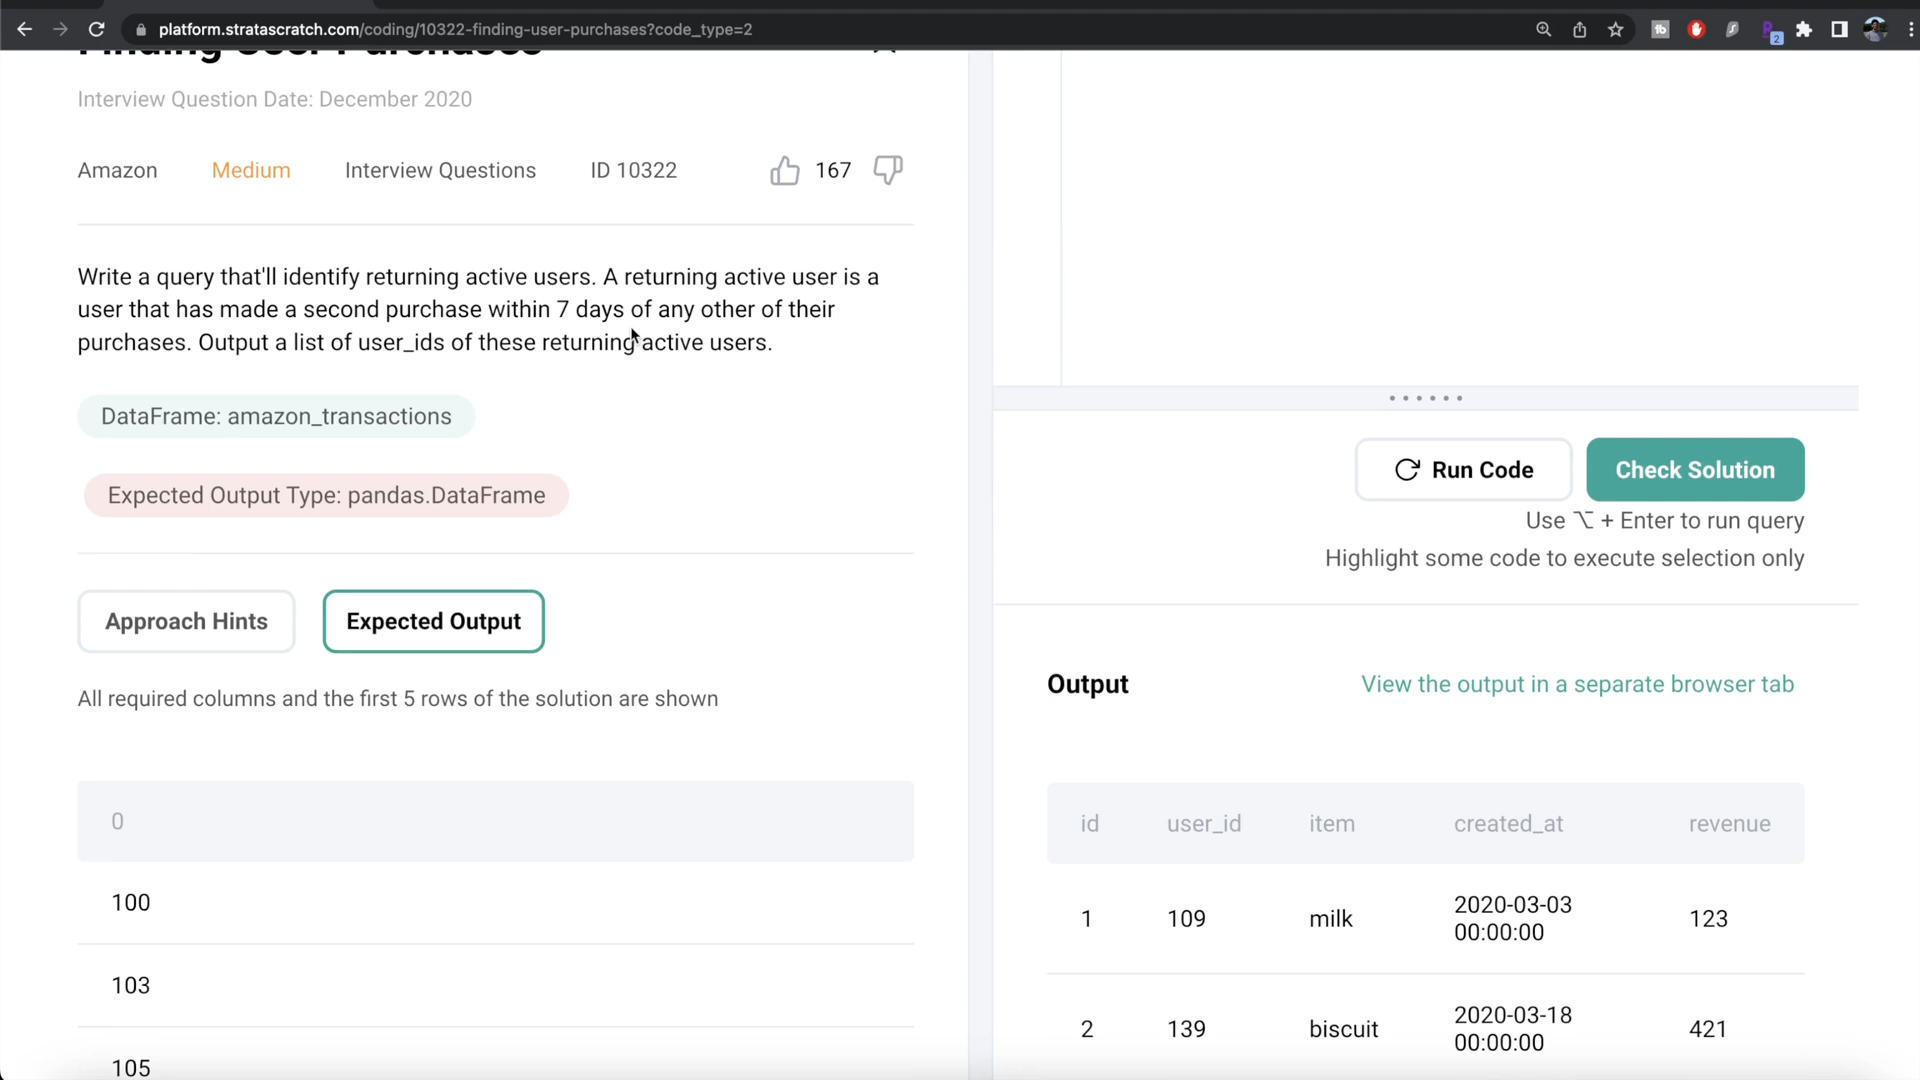 platform.stratascratch.com/coding/10322-finding-user-purchases?code_type=2
2
Finding User Purchases
Interview Question Date: December 2020
Amazon Medium Interview Questions ID 10322 167
Write a query that'll identify returning active users. A returning active user is a
user that has made a second purchase within 7 days of any other of their
purchases. Output a list of user_ids of these returning active users.
DataFrame: amazon_transactions
Expected Output Type: pandas.DataFrame
Approach Hints Expected Output
All required columns and the first 5 rows of the solution are shown
0
100
103
105
Run Code Check Solution
Use ⌥ + Enter to run query
Highlight some code to execute selection only
Output View the output in a separate browser tab
id user_id item created_at revenue
1 109 milk 2020-03-03 00:00:00 123
2 139 biscuit 2020-03-18 00:00:00 421